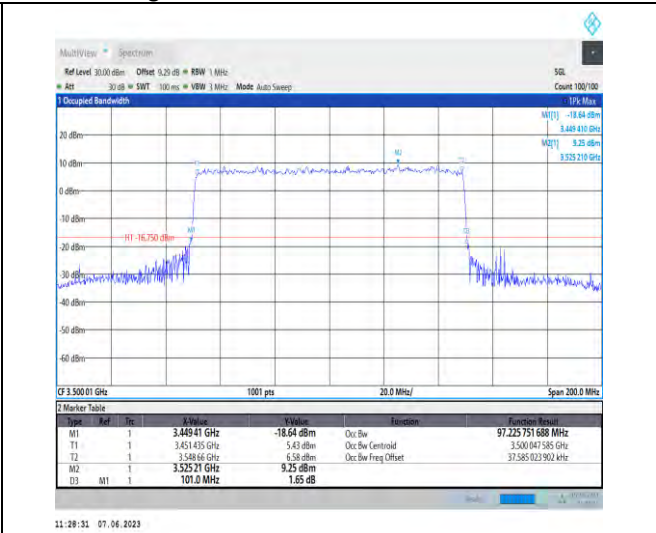 MultiView Spectrum
Ref Level 30.00 dBm Offset 9.29 dB RBW 1 MHz SGL
Att 30 dB SWT 100 ms VBW 3 MHz Mode Auto Sweep Count 100/100
1 Occupied Bandwidth 1Pk Max
M1[1] -18.64 dBm
3.449 410 GHz
20 dBm
M2[1] 9.25 dBm
3.525 210 GHz
M2
10 dBm
0 dBm
-10 dBm
M1
H1 -16.750 dBm
-20 dBm
-30 dBm
-40 dBm
-50 dBm
-60 dBm
CF 3.500 01 GHz 1001 pts 20.0 MHz/ Span 200.0 MHz
2 Marker Table
Type Ref Trc X-Value Y-Value Function Function Result
M1 1 3.449 41 GHz -18.64 dBm Occ Bw 97.225 751 688 MHz
T1 1 3.451 435 GHz 5.43 dBm Occ Bw Centroid 3.500 047 585 GHz
T2 1 3.548 66 GHz 6.58 dBm Occ Bw Freq Offset 37.585 023 902 kHz
M2 1 3.525 21 GHz 9.25 dBm
D3 M1 1 101.0 MHz 1.65 dB
11:28:31 07.06.2023